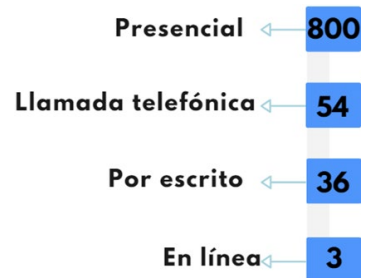 Presencial 800
Llamada telefónica 54
Por escrito 36
En línea 3